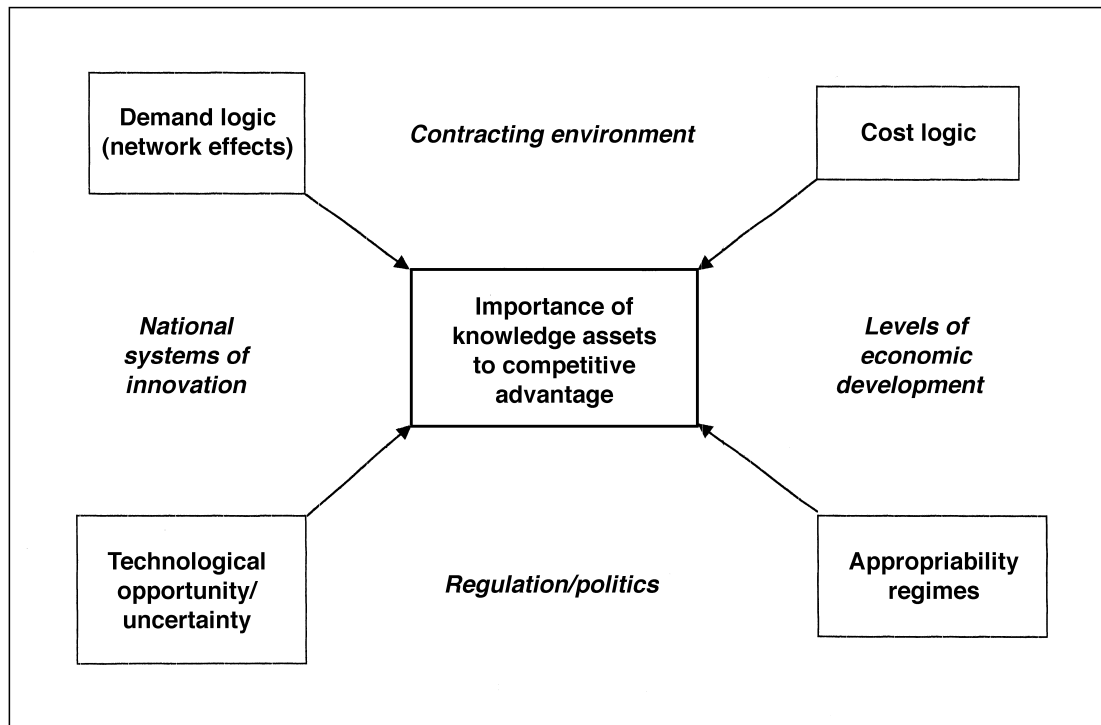 Demand logic
(network effects)
Contracting environment
Cost logic
National
systems of
innovation
Importance of
knowledge assets
to competitive
advantage
Levels of
economic
development
Technological
opportunity/
uncertainty
Regulation/politics
Appropriability
regimes